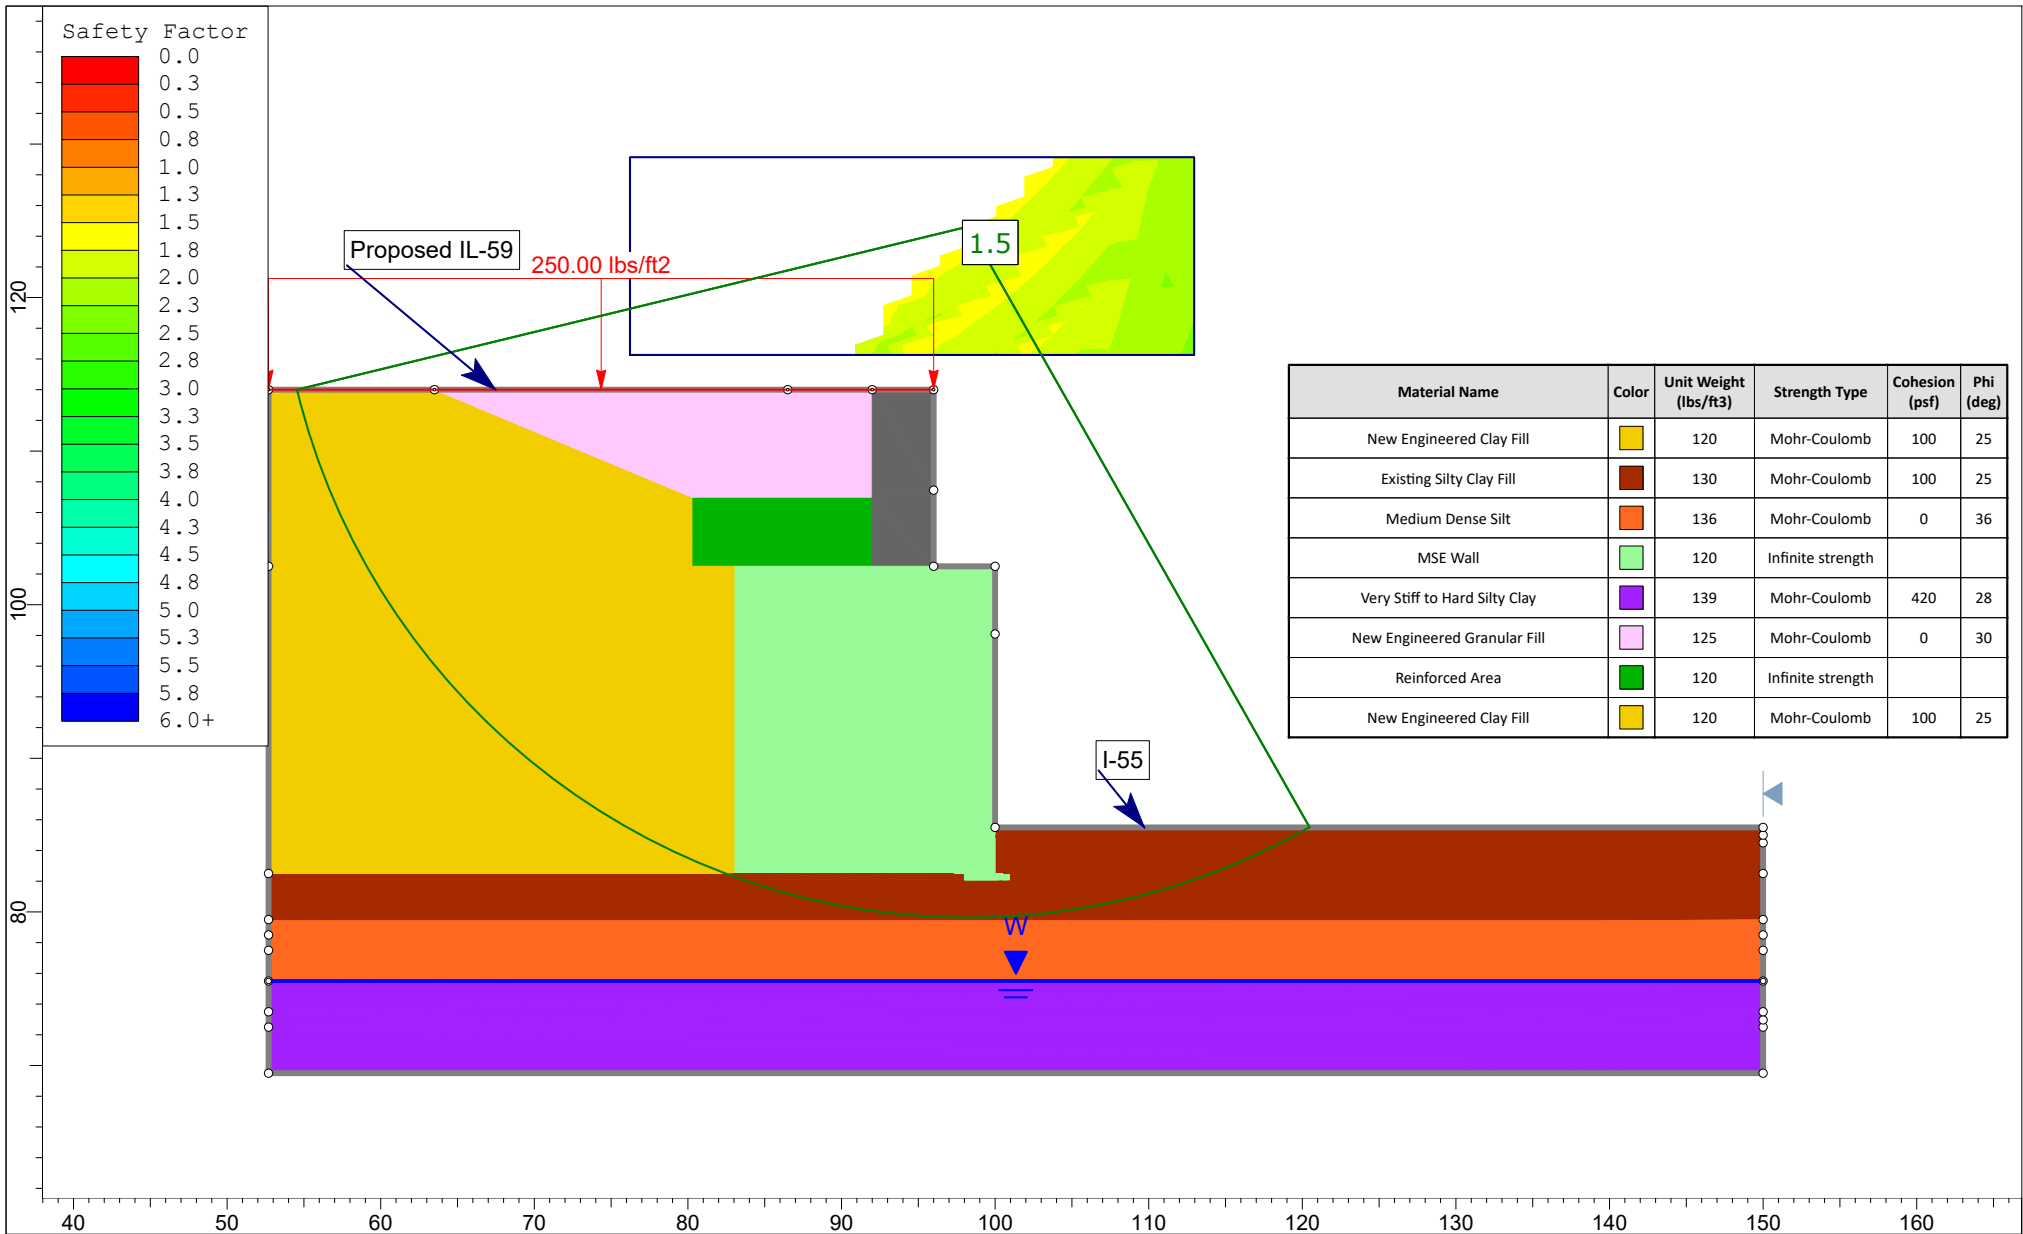 Safety Factor
0.0
0.3
0.5
0.8
1.0
1.3
1.5
1.8
2.0
2.3
2.5
2.8
3.0
3.3
3.5
3.8
4.0
4.3
4.5
4.8
5.0
5.3
5.5
5.8
6.0+
Proposed IL-59
250.00 lbs/ft2
1.5
I-55
W
Material Name Color Unit Weight (lbs/ft3) Strength Type Cohesion (psf) Phi (deg)
New Engineered Clay Fill 120 Mohr-Coulomb 100 25
Existing Silty Clay Fill 130 Mohr-Coulomb 100 25
Medium Dense Silt 136 Mohr-Coulomb 0 36
MSE Wall 120 Infinite strength
Very Stiff to Hard Silty Clay 139 Mohr-Coulomb 420 28
New Engineered Granular Fill 125 Mohr-Coulomb 0 30
Reinforced Area 120 Infinite strength
New Engineered Clay Fill 120 Mohr-Coulomb 100 25
120
100
80
40 50 60 70 80 90 100 110 120 130 140 150 160